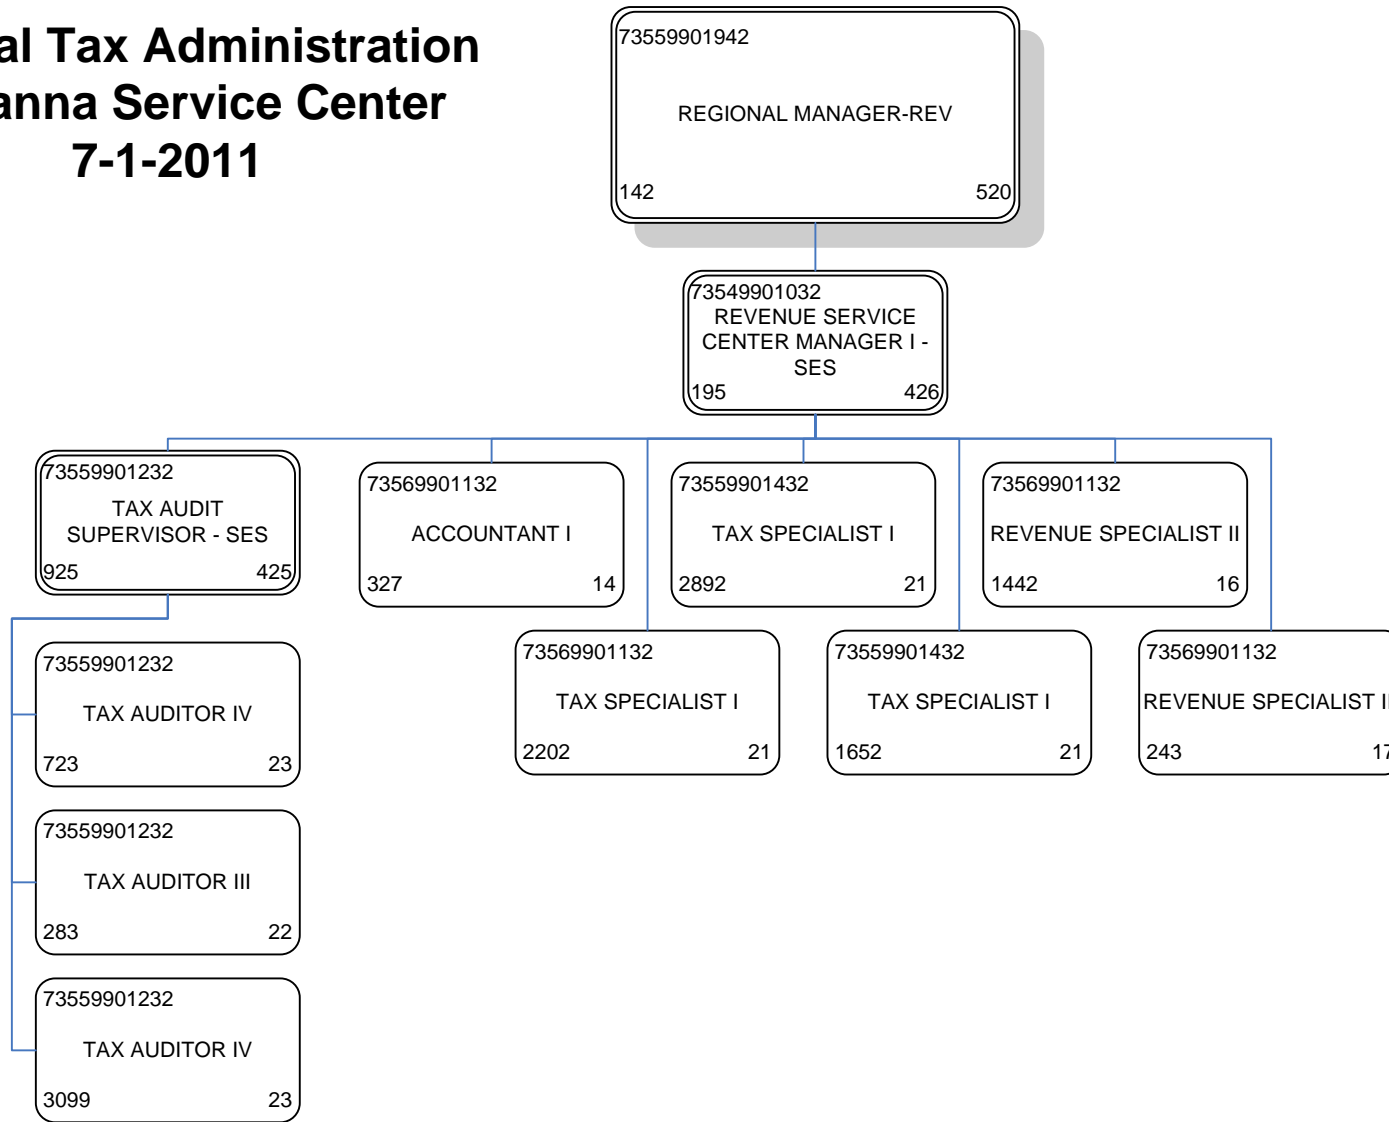 al Tax Administration
anna Service Center
7-1-2011
73559901942
REGIONAL MANAGER-REV
142 520
73549901032
REVENUE SERVICE
CENTER MANAGER I -
SES
195 426
73559901232
TAX AUDIT
SUPERVISOR - SES
925 425
73569901132
ACCOUNTANT I
327 14
73559901432
TAX SPECIALIST I
2892 21
73569901132
REVENUE SPECIALIST II
1442 16
73569901132
TAX SPECIALIST I
2202 21
73559901432
TAX SPECIALIST I
1652 21
73569901132
REVENUE SPECIALIST
243 17
73559901232
TAX AUDITOR IV
723 23
73559901232
TAX AUDITOR III
283 22
73559901232
TAX AUDITOR IV
3099 23